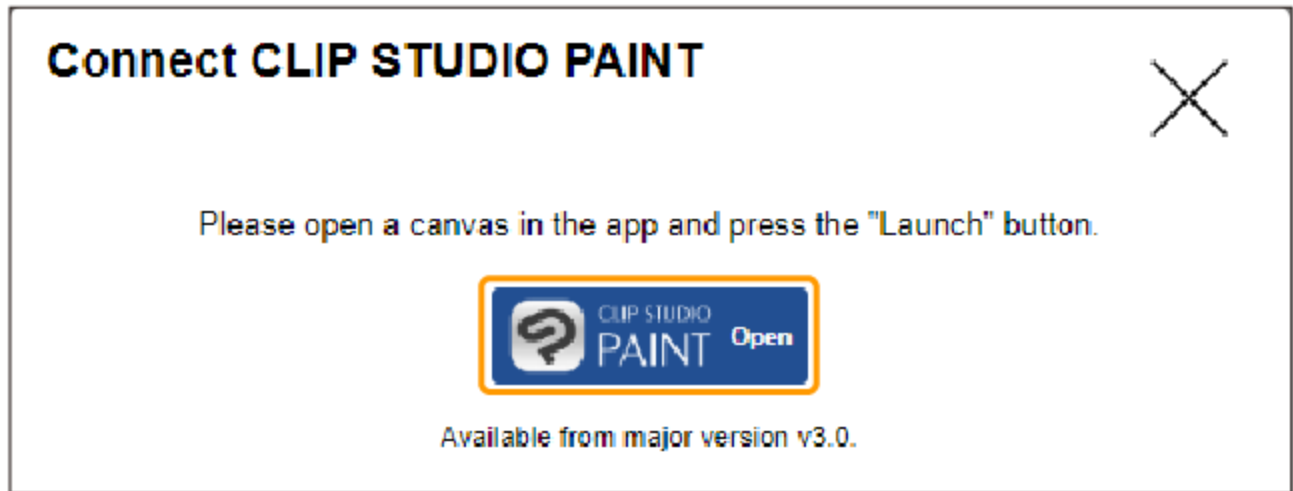 Connect CLIP STUDIO PAINT
Please open a canvas in the app and press the "Launch" button.
CLIP STUDIO
PAINT Open
Available from major version v3.0.